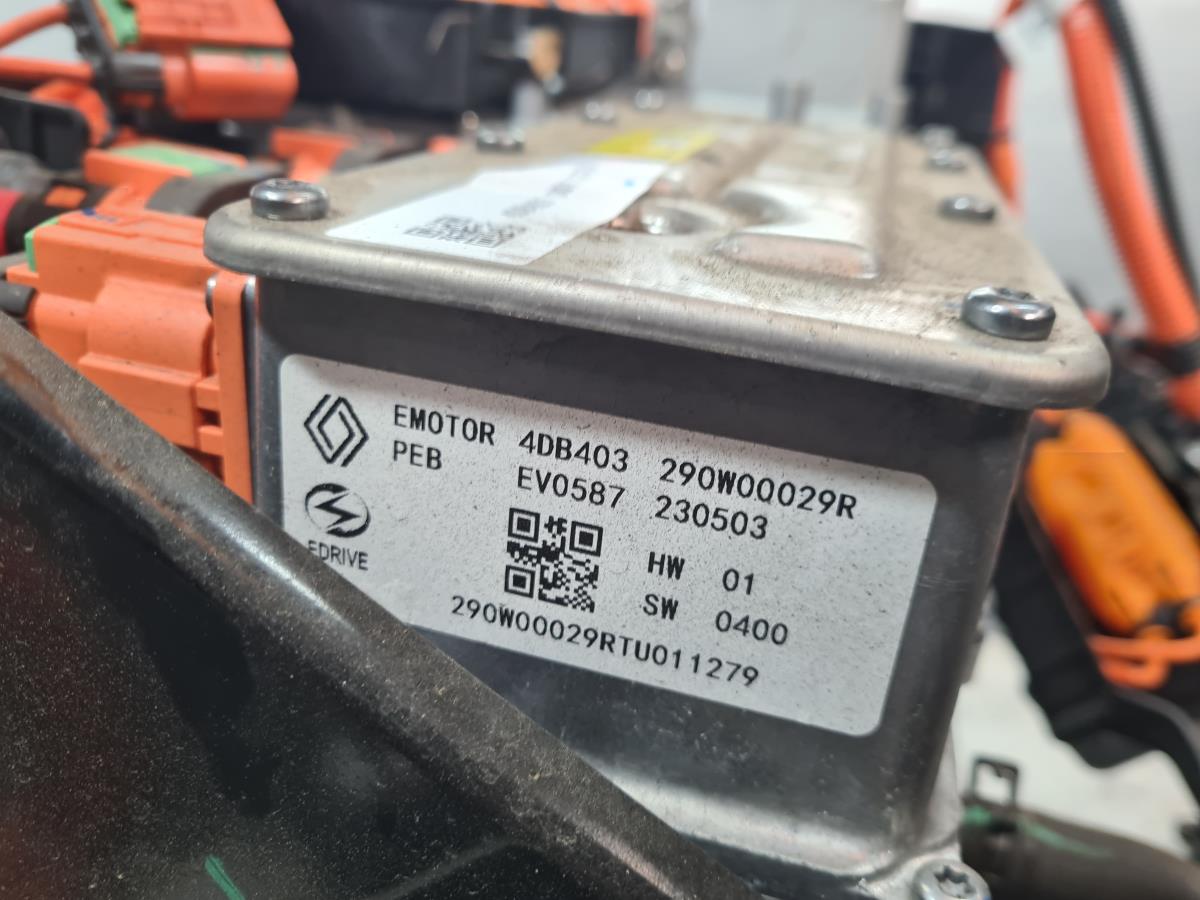 EMOTOR 4DB403 290W00029R
PEB EV0587 230503
EDRIVE
HW 01
SW 0400
290W00029RTU011279